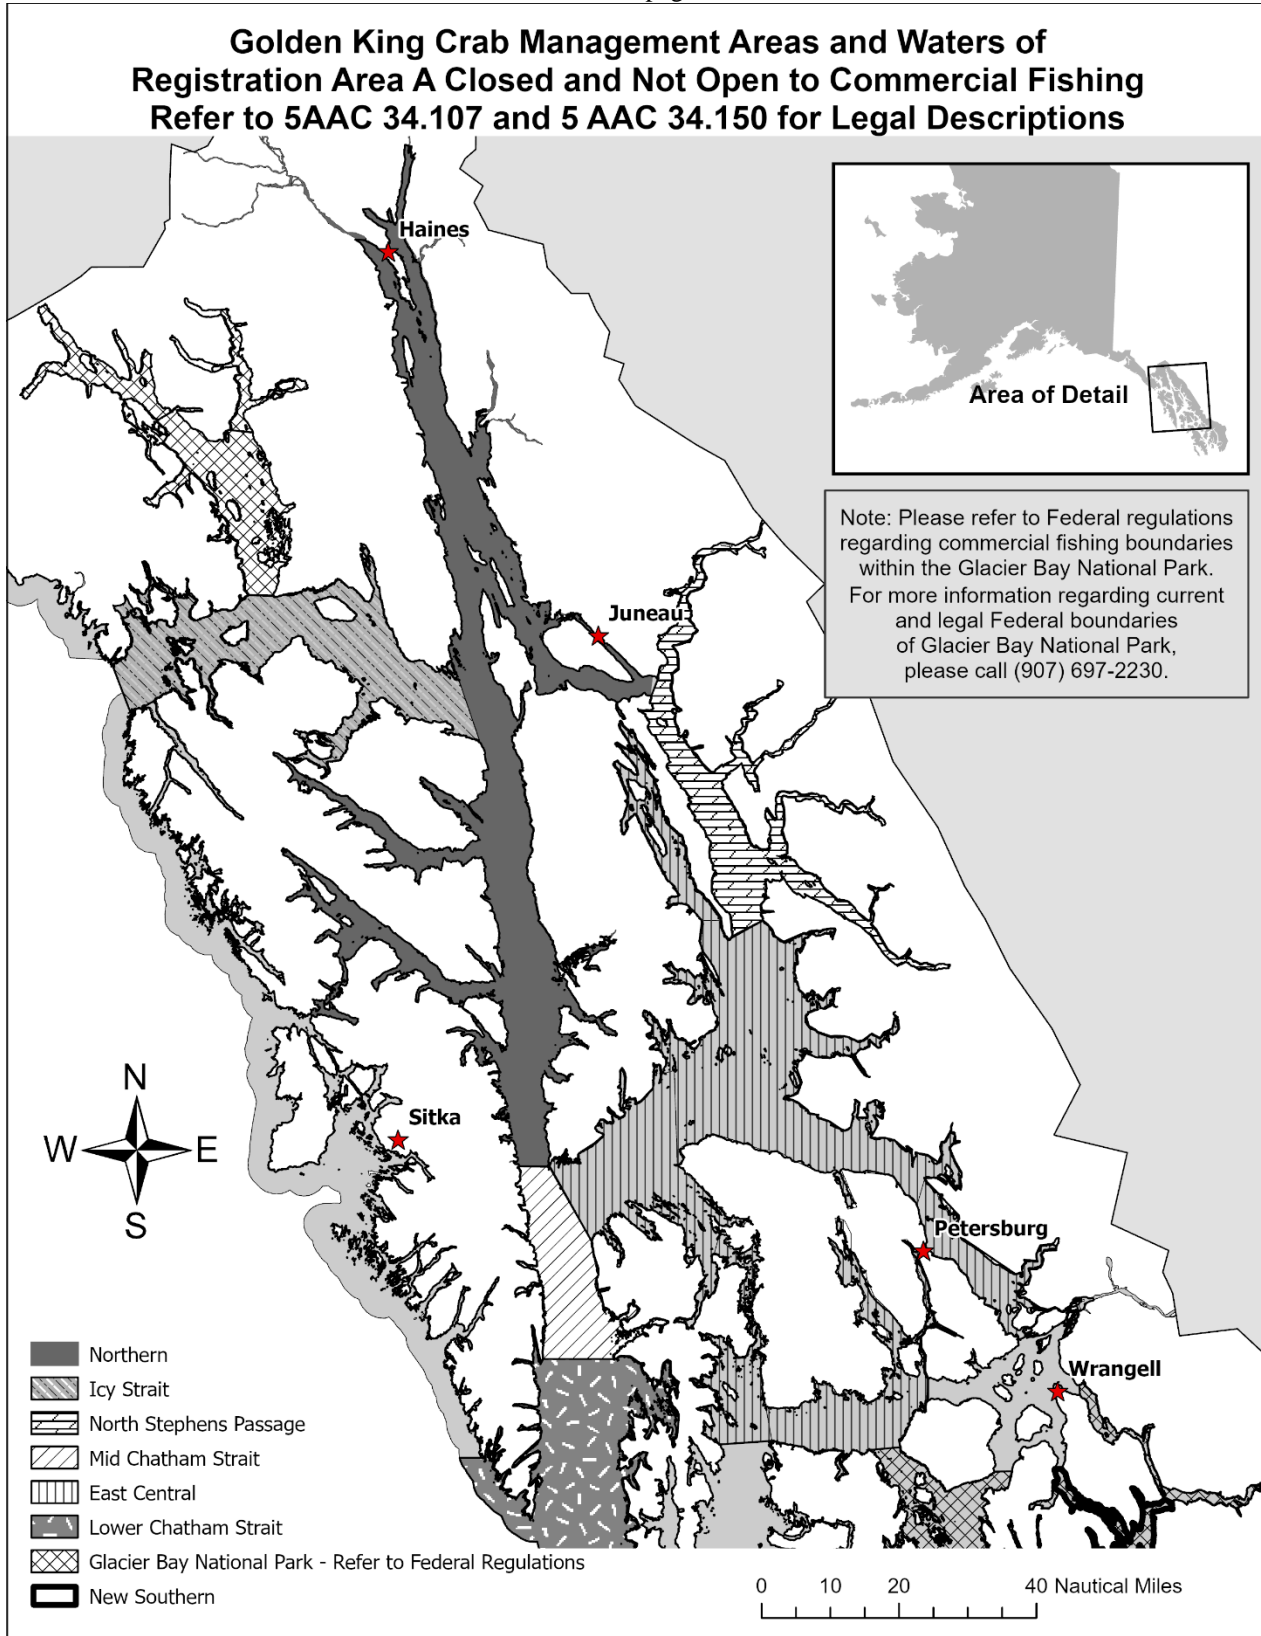 Golden King Crab Management Areas and Waters of
Registration Area A Closed and Not Open to Commercial Fishing
Refer to 5AAC 34.107 and 5 AAC 34.150 for Legal Descriptions
Haines
Area of Detail
Note: Please refer to Federal regulations
regarding commercial fishing boundaries
within the Glacier Bay National Park.
For more information regarding current
and legal Federal boundaries
of Glacier Bay National Park,
please call (907) 697-2230.
Juneau
N
W E
S
Sitka
Petersburg
Wrangell
Northern
Icy Strait
North Stephens Passage
Mid Chatham Strait
East Central
Lower Chatham Strait
Glacier Bay National Park - Refer to Federal Regulations
New Southern
0 10 20 40 Nautical Miles